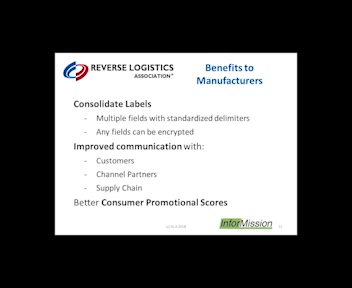 REVERSE LOGISTICS
ASSOCIATION
Benefits to
Manufacturers
Consolidate Labels
- Multiple fields with standardized delimiters
- Any fields can be encrypted
Improved communication with:
- Customers
- Channel Partners
- Supply Chain
Better Consumer Promotional Scores
InforMission